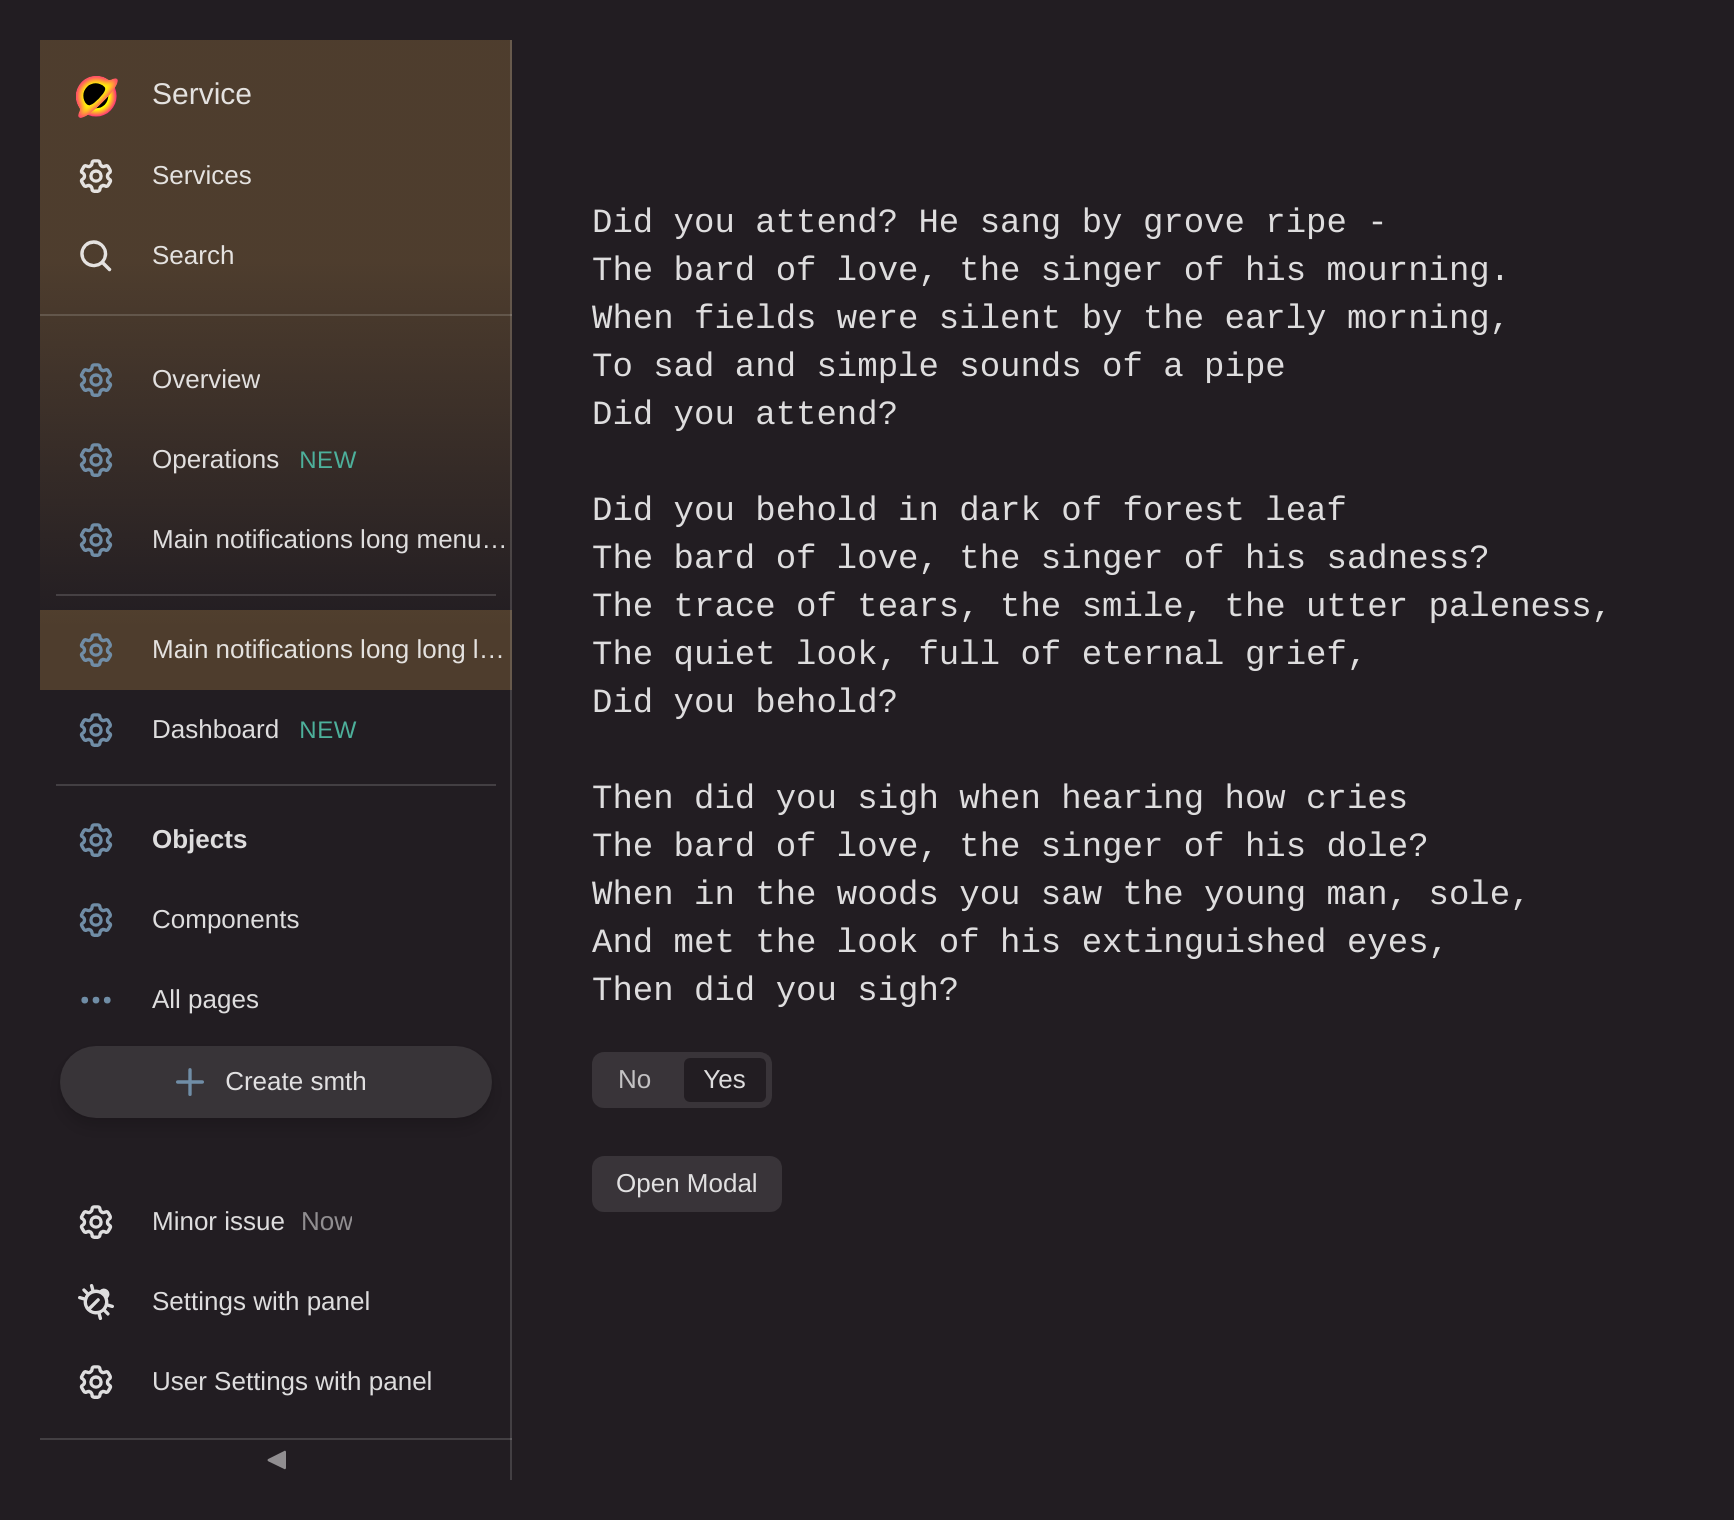 Service
Services
Search
Overview
Operations NEW
Main notifications long menu…
Main notifications long long l…
Dashboard NEW
Objects
Components
All pages
Create smth
Minor issue Now
Settings with panel
User Settings with panel
Did you attend? He sang by grove ripe -
The bard of love, the singer of his mourning.
When fields were silent by the early morning,
To sad and simple sounds of a pipe
Did you attend?
Did you behold in dark of forest leaf
The bard of love, the singer of his sadness?
The trace of tears, the smile, the utter paleness,
The quiet look, full of eternal grief,
Did you behold?
Then did you sigh when hearing how cries
The bard of love, the singer of his dole?
When in the woods you saw the young man, sole,
And met the look of his extinguished eyes,
Then did you sigh?
No Yes
Open Modal